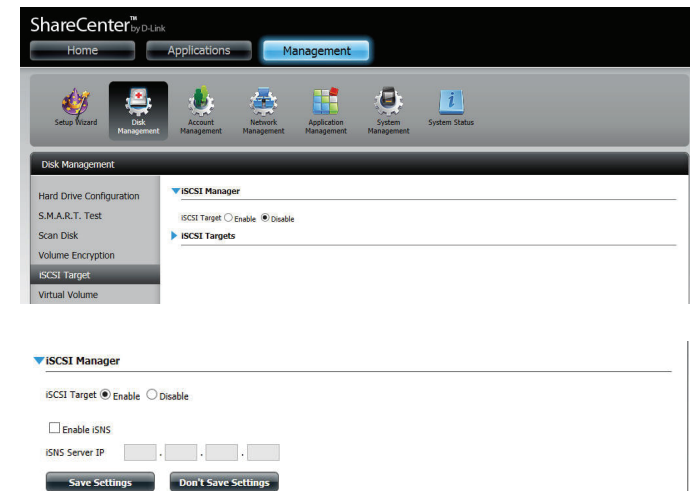 ShareCenter™ by D-Link
Home Applications Management
Setup Wizard Disk Management Account Management Network Management Application Management System Management System Status
Disk Management
Hard Drive Configuration
S.M.A.R.T. Test
Scan Disk
Volume Encryption
iSCSI Target
Virtual Volume
iSCSI Manager
iSCSI Target Enable Disable
iSCSI Targets
iSCSI Manager
iSCSI Target Enable Disable
Enable iSNS
iSNS Server IP . . .
Save Settings Don't Save Settings